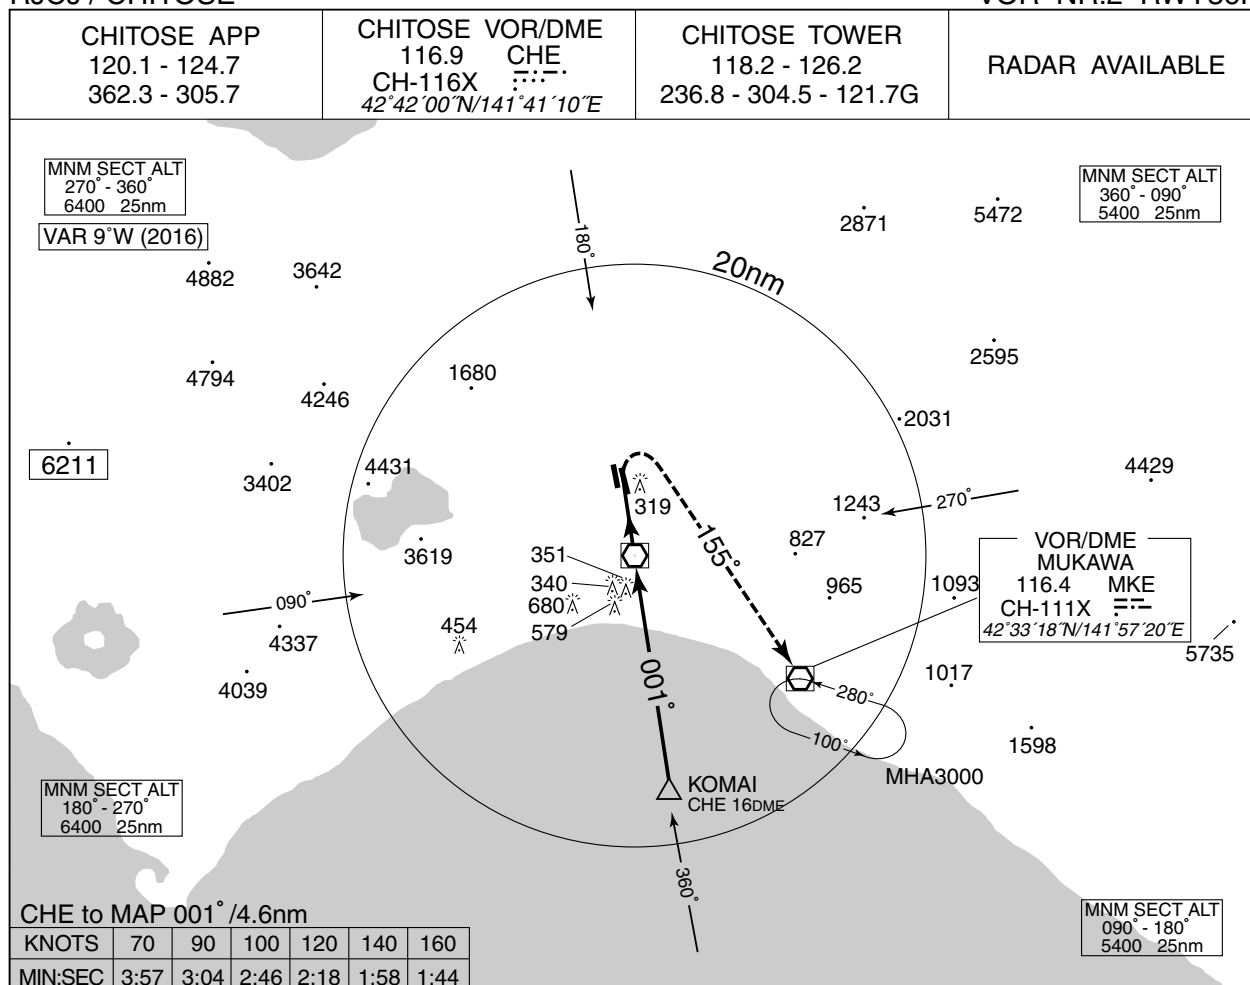 CHITOSE APP
120.1 - 124.7
362.3 - 305.7
CHITOSE VOR/DME
116.9 CHE
CH-116X
42°42´00˝N/141°41´10˝E
CHITOSE TOWER
118.2 - 126.2
236.8 - 304.5 - 121.7G
RADAR AVAILABLE
MNM SECT ALT
270° - 360°
6400 25nm
VAR 9°W (2016)
MNM SECT ALT
360° - 090°
5400 25nm
180°
2871
5472
20nm
4882
3642
2595
4794
4246
1680
2031
6211
3402
4431
4429
319
1243
270°
3619
155°
827
VOR/DME
MUKAWA
116.4 MKE
CH-111X
42°33´18˝N/141°57´20˝E
351
340
680
579
965
1093
090°
4337
454
5735
4039
001°
1017
280°
100°
1598
MHA3000
KOMAI
CHE 16DME
MNM SECT ALT
180° - 270°
6400 25nm
360°
MNM SECT ALT
090° - 180°
5400 25nm
CHE to MAP 001°/4.6nm
KNOTS 70 90 100 120 140 160
MIN:SEC 3:57 3:04 2:46 2:18 1:58 1:44